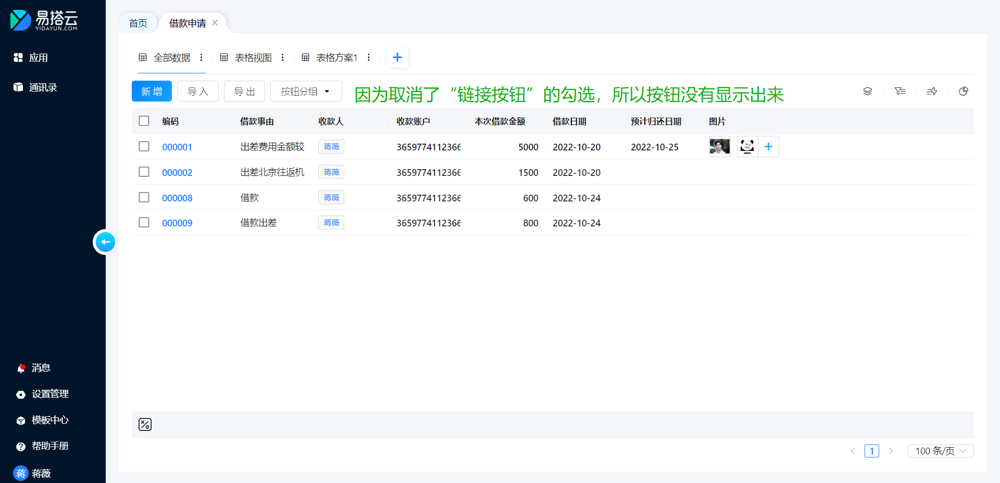 易搭云
YIDAYUN.COM
应用
通讯录
消息
设置管理
模板中心
帮助手册
蒋 蒋薇
首页 借款申请
全部数据 表格视图 表格方案1
新增 导入 导出 按钮分组 因为取消了“链接按钮”的勾选，所以按钮没有显示出来
编码 借款事由 收款人 收款账户 本次借款金额 借款日期 预计归还日期 图片
000001 出差费用金额较 蒋薇 3659774112366 5000 2022-10-20 2022-10-25
000002 出差北京往返机 蒋薇 3659774112366 1500 2022-10-20
000008 借款 蒋薇 3659774112366 600 2022-10-24
000009 借款出差 蒋薇 3659774112366 800 2022-10-24
< 1 > 100 条/页